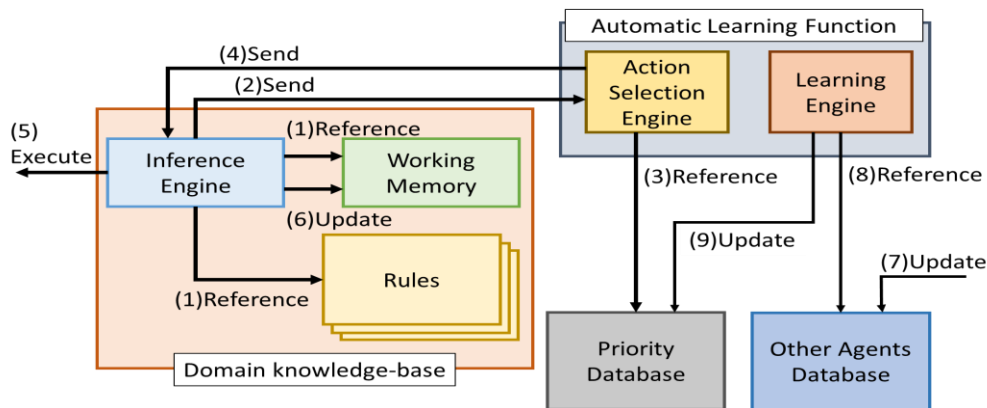 Automatic Learning Function
(4)Send
Action
Selection
Engine
Learning
Engine
(2)Send
(5)
Execute
(1)Reference
Inference
Engine
Working
Memory
(3)Reference
(8)Reference
(6)Update
(9)Update
(7)Update
Rules
(1)Reference
Priority
Database
Other Agents
Database
Domain knowledge-base